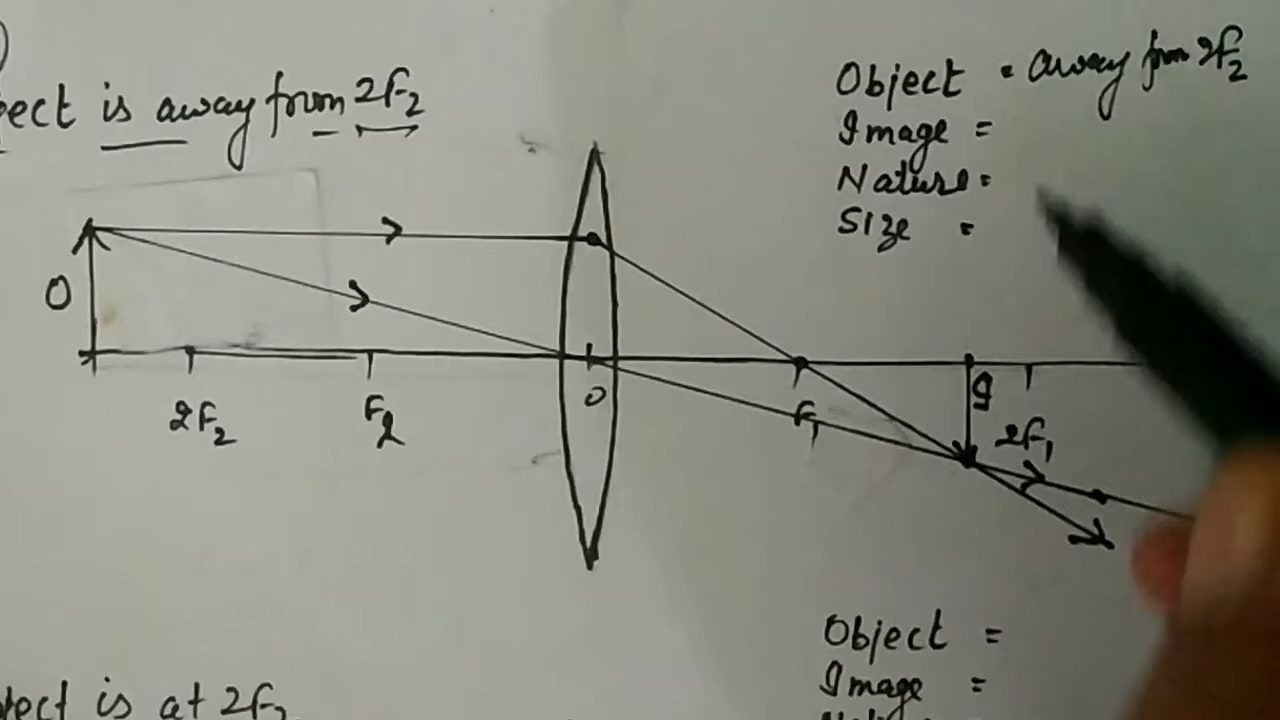 ect is away from 2F2
Object = away from 2F2
Image =
Nature =
Size =
O
2F2
F2
O
F1
g
2F1
Object =
Image =
ect is at 2F2